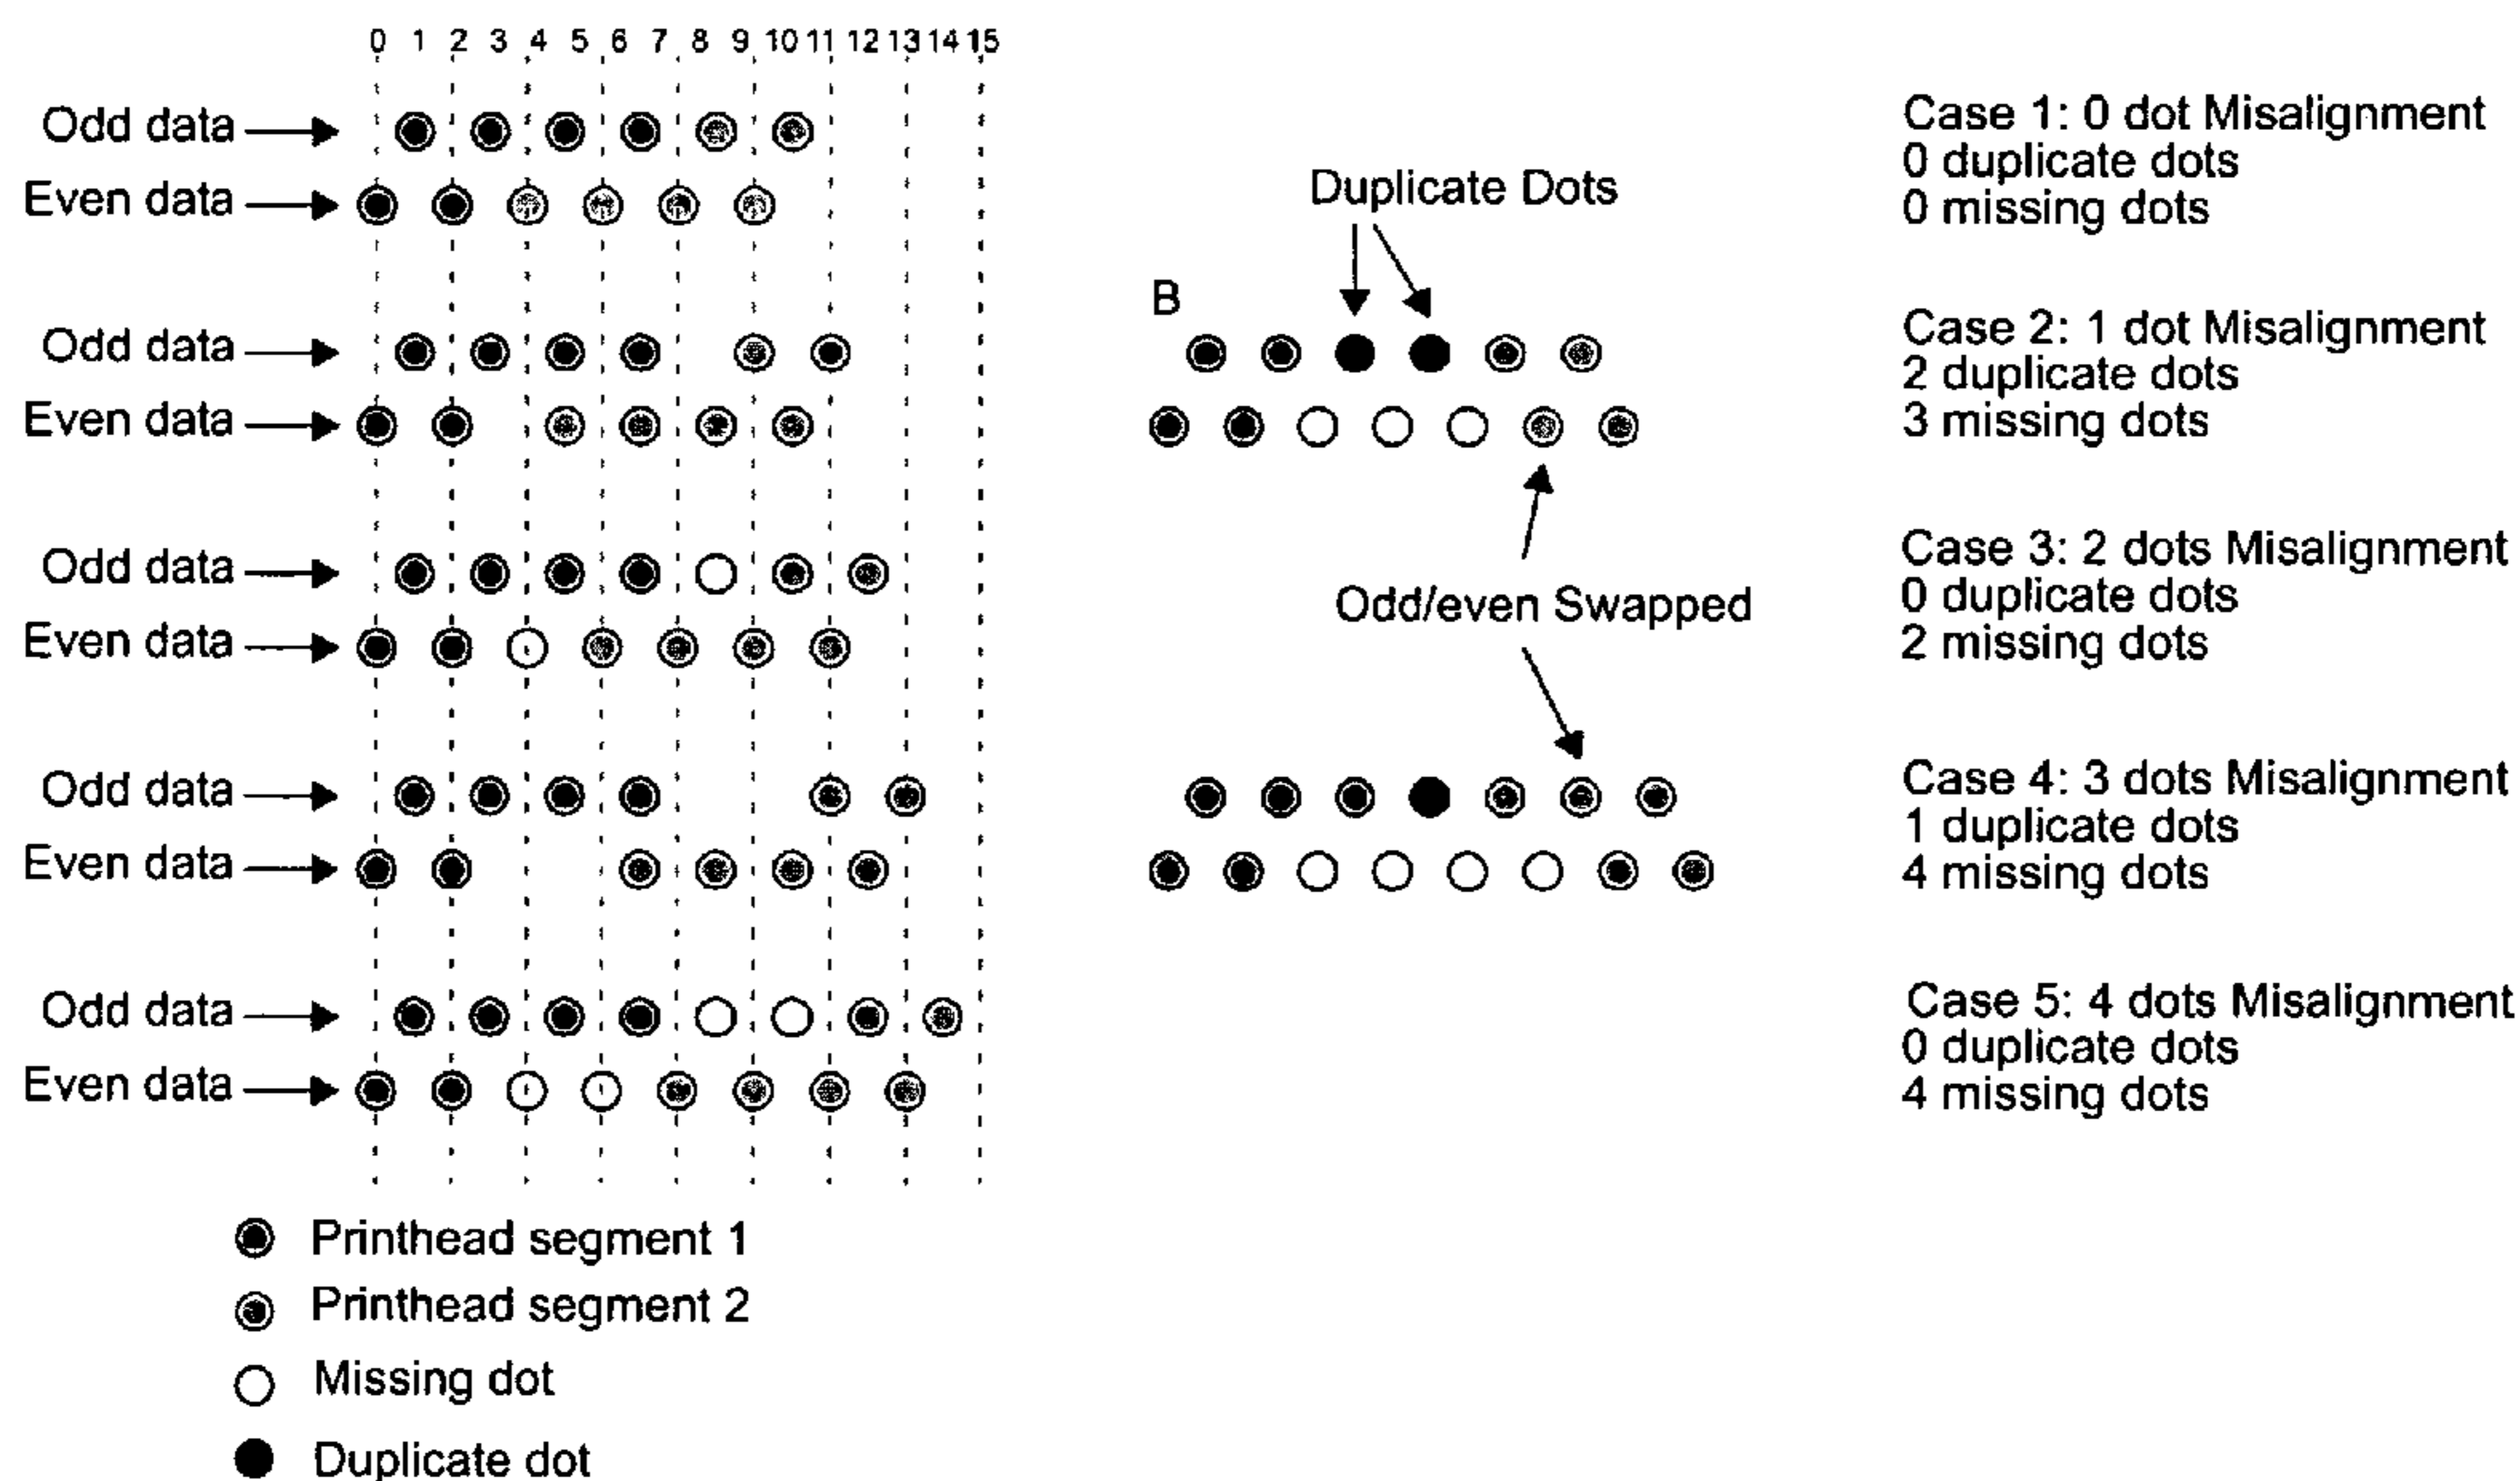 0 1 2 3 4 5 6 7 8 9 10 11 12 13 14 15
Odd data
Even data
Case 1: 0 dot Misalignment
0 duplicate dots
0 missing dots
Duplicate Dots
B
Odd data
Even data
Case 2: 1 dot Misalignment
2 duplicate dots
3 missing dots
Odd data
Even data
Odd/even Swapped
Case 3: 2 dots Misalignment
0 duplicate dots
2 missing dots
Odd data
Even data
Case 4: 3 dots Misalignment
1 duplicate dots
4 missing dots
Odd data
Even data
Case 5: 4 dots Misalignment
0 duplicate dots
4 missing dots
Printhead segment 1
Printhead segment 2
Missing dot
Duplicate dot